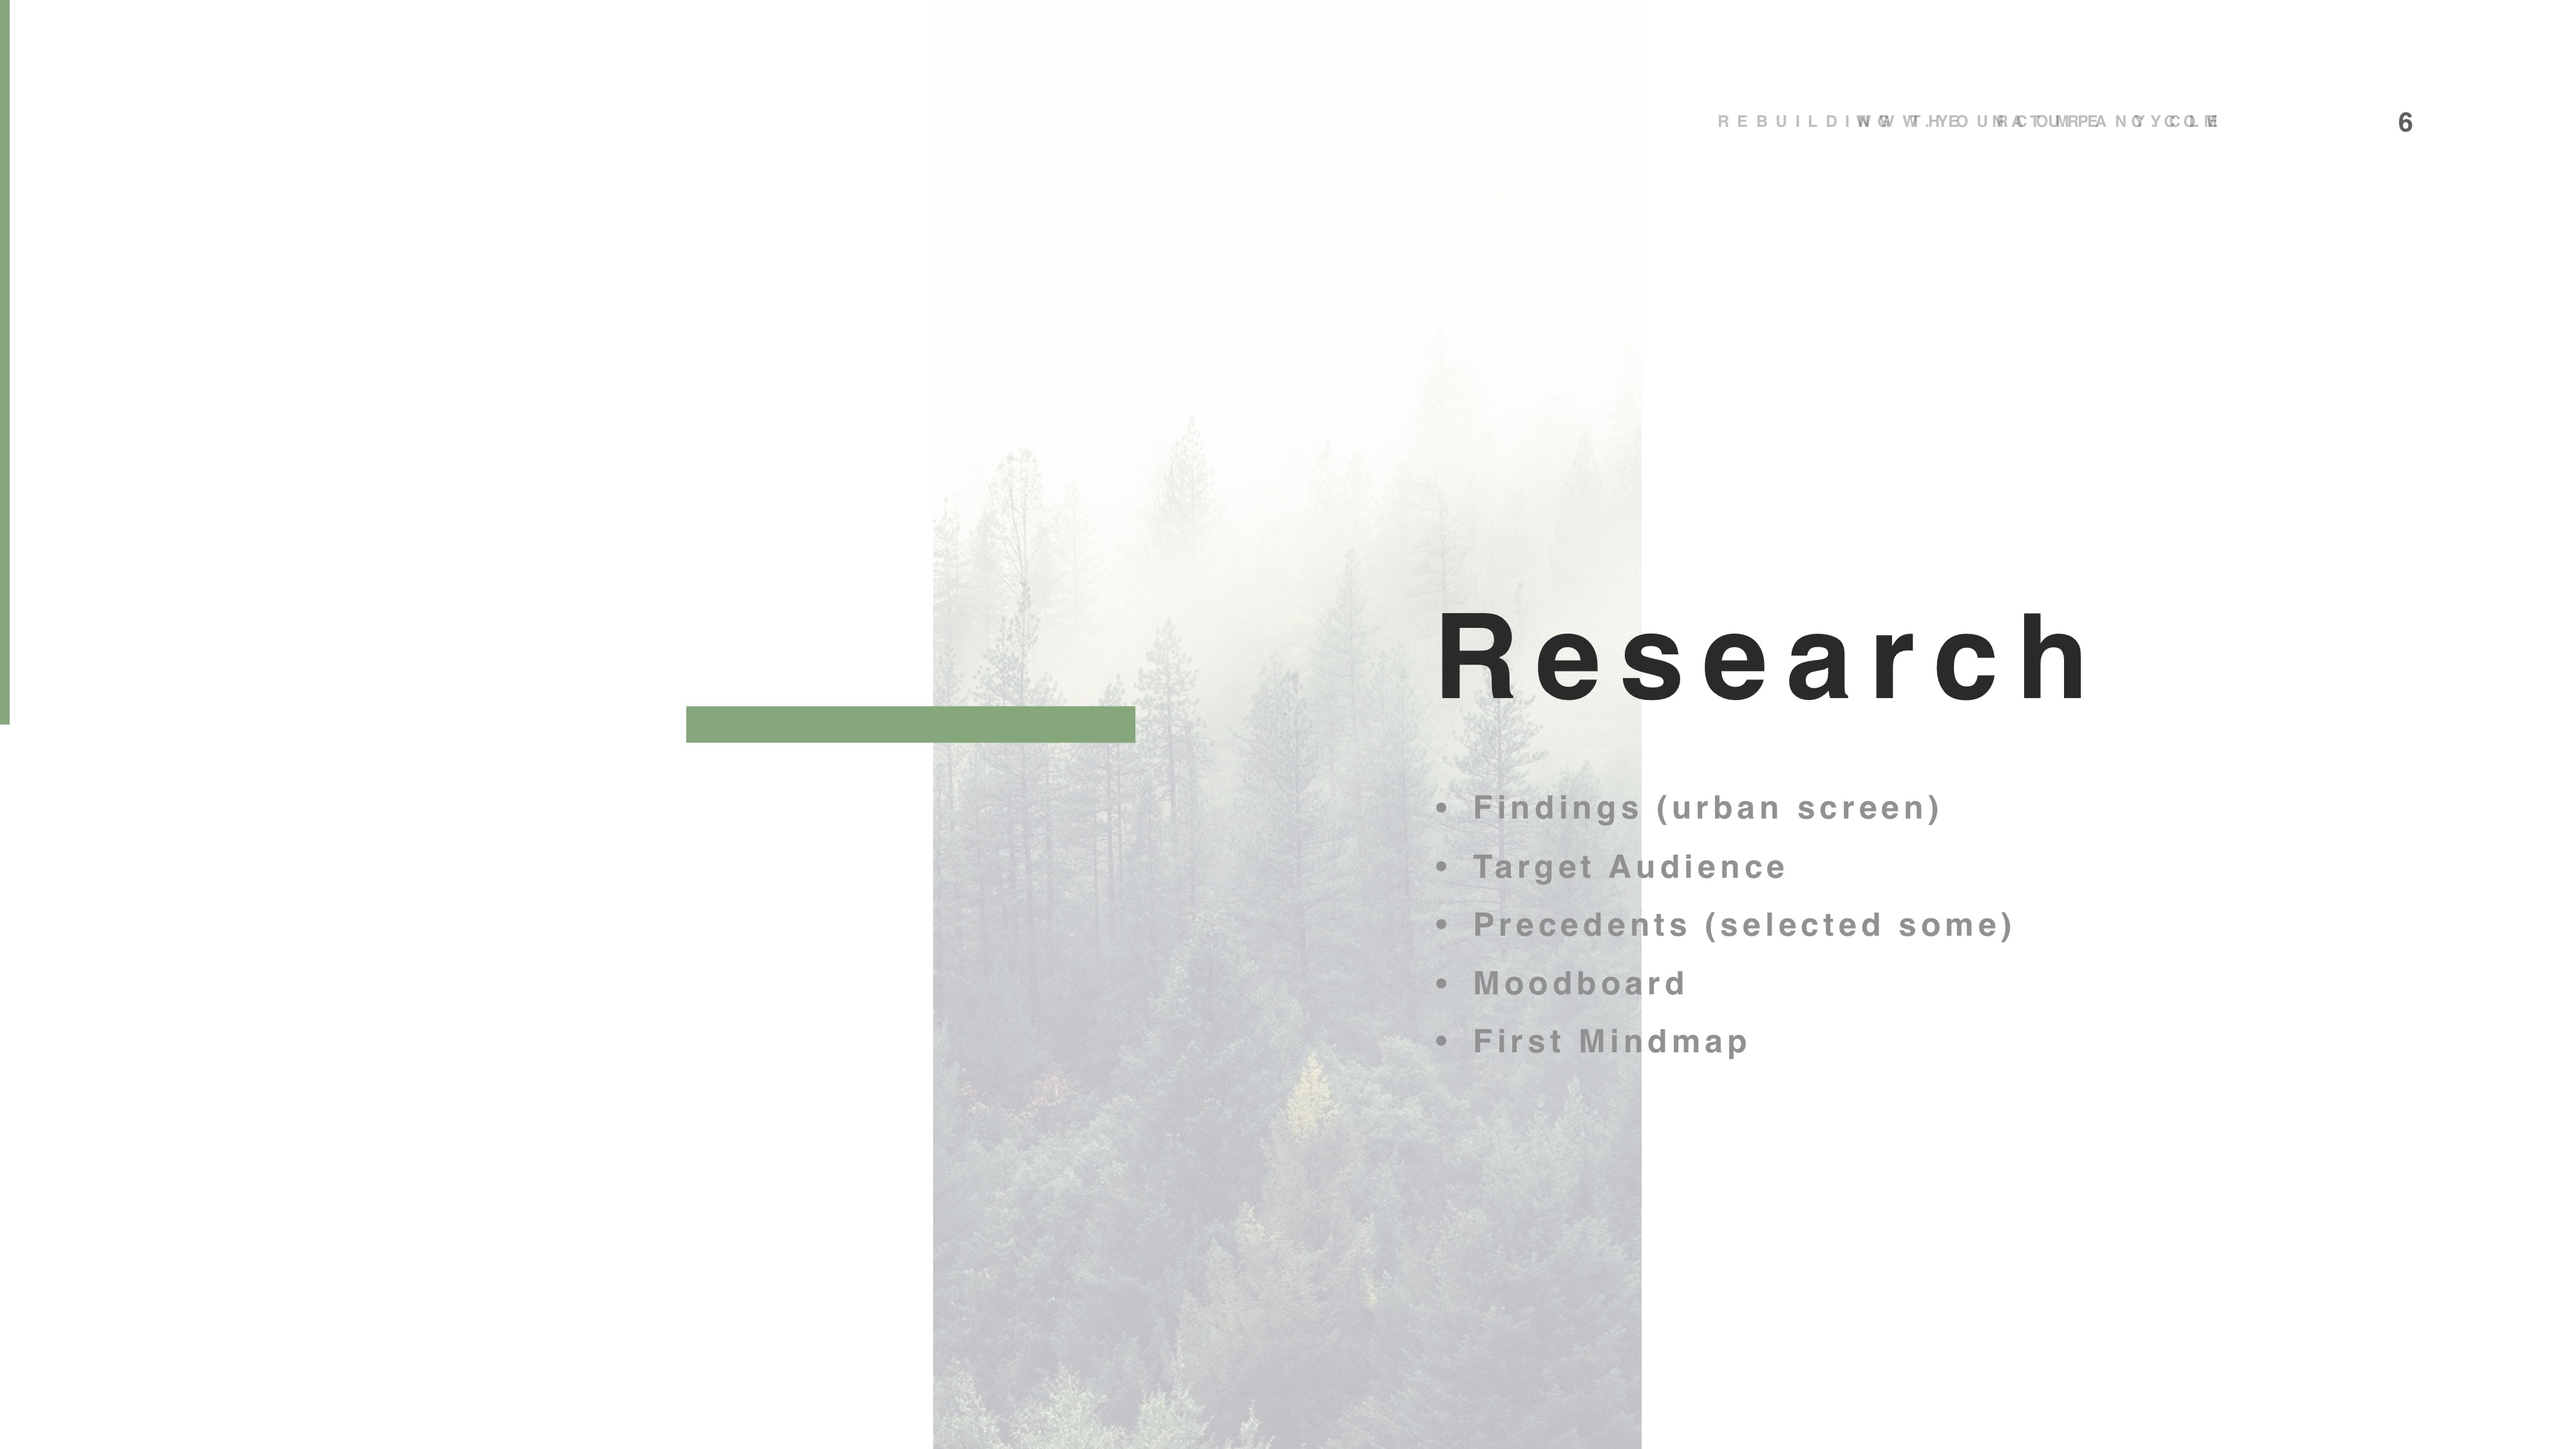 6
Research
• Findings (urban screen)
• Target Audience
• Precedents (selected some)
• Moodboard
• First Mindmap